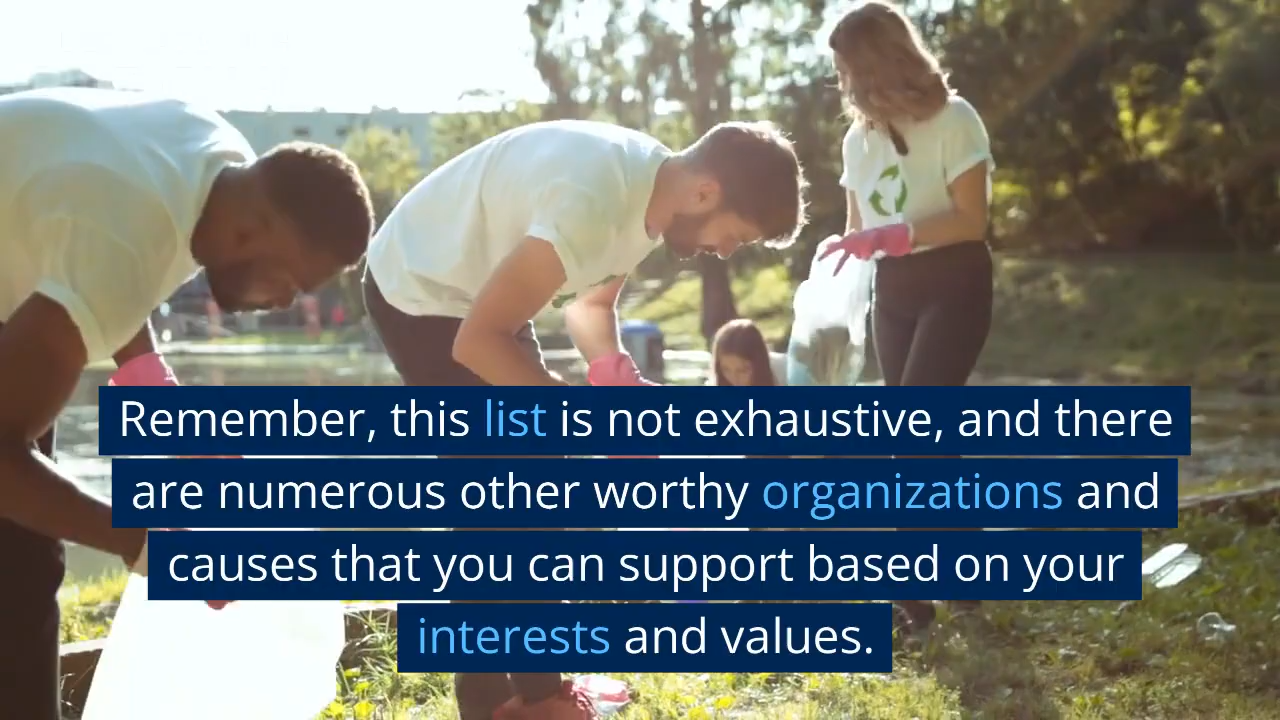 Remember, this list is not exhaustive, and there
are numerous other worthy organizations and
causes that you can support based on your
interests and values.